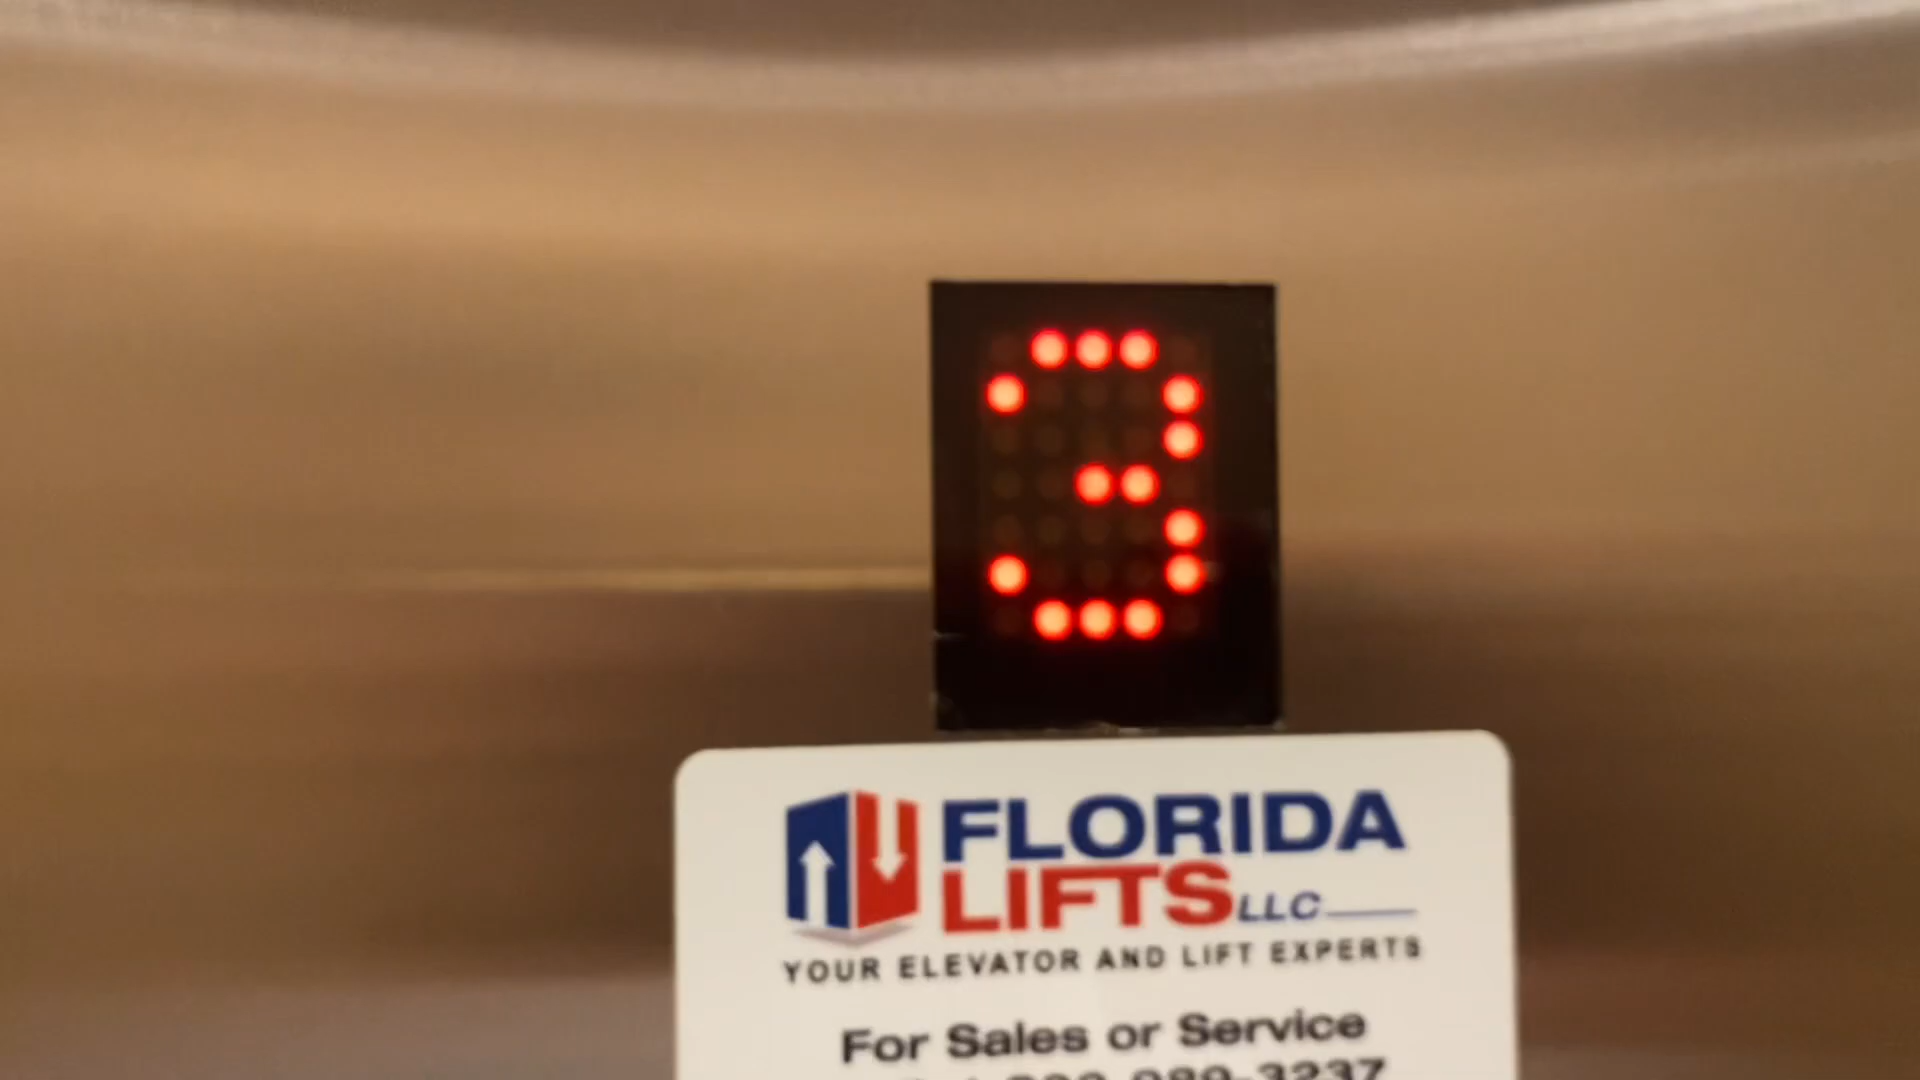 3
FLORIDA
LIFTS LLC
YOUR ELEVATOR AND LIFT EXPERTS
For Sales or Service